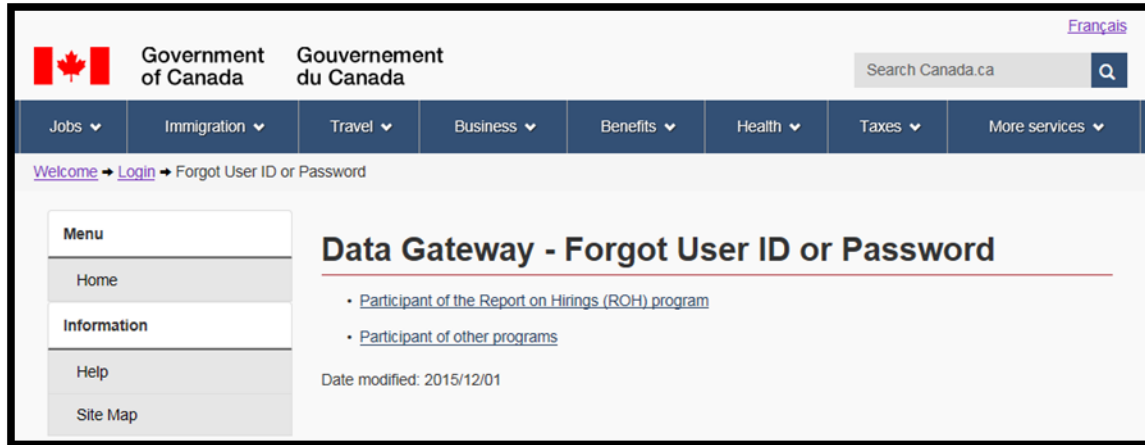 Français
Government of Canada
Gouvernement du Canada
Search Canada.ca
Jobs Immigration Travel Business Benefits Health Taxes More services
Welcome → Login → Forgot User ID or Password
Menu
Home
Information
Help
Site Map
Data Gateway - Forgot User ID or Password
• Participant of the Report on Hirings (ROH) program
• Participant of other programs
Date modified: 2015/12/01